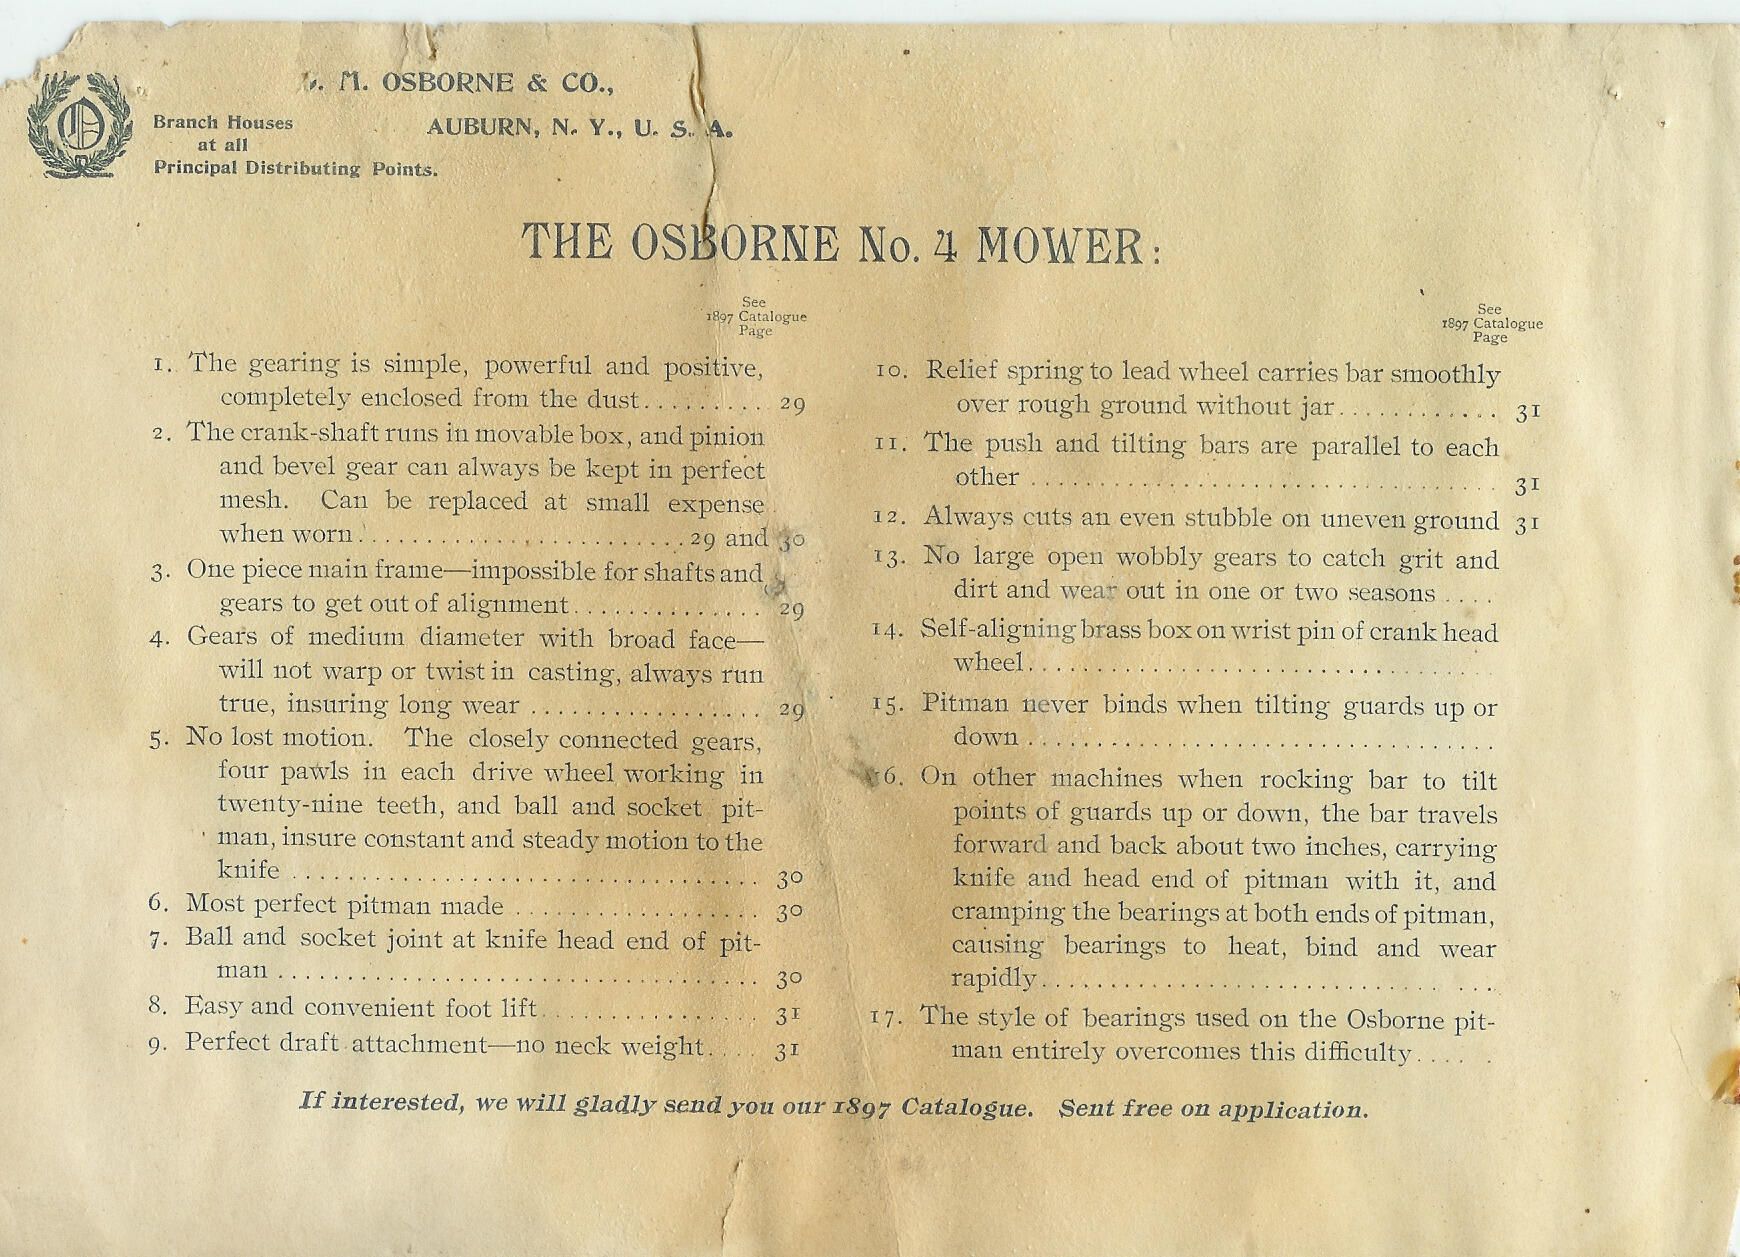 . M. OSBORNE & CO.,
AUBURN, N. Y., U. S. A.
Branch Houses
at all
Principal Distributing Points.
THE OSBORNE No. 4 MOWER:
See
1897 Catalogue
Page
1. The gearing is simple, powerful and positive,
completely enclosed from the dust.......... 29
2. The crank-shaft runs in movable box, and pinion
and bevel gear can always be kept in perfect
mesh. Can be replaced at small expense
when worn........................29 and 30
3. One piece main frame—impossible for shafts and
gears to get out of alignment.............. 29
4. Gears of medium diameter with broad face—
will not warp or twist in casting, always run
true, insuring long wear ................. 29
5. No lost motion. The closely connected gears,
four pawls in each drive wheel working in
twenty-nine teeth, and ball and socket pit-
man, insure constant and steady motion to the
knife .................................. 30
6. Most perfect pitman made .................. 30
7. Ball and socket joint at knife head end of pit-
man ................................... 30
8. Easy and convenient foot lift................ 31
9. Perfect draft attachment—no neck weight.... 31
See
1897 Catalogue
Page
10. Relief spring to lead wheel carries bar smoothly
over rough ground without jar............ 31
11. The push and tilting bars are parallel to each
other .................................. 31
12. Always cuts an even stubble on uneven ground 31
13. No large open wobbly gears to catch grit and
dirt and wear out in one or two seasons ....
14. Self-aligning brass box on wrist pin of crank head
wheel..................................
15. Pitman never binds when tilting guards up or
down ..................................
16. On other machines when rocking bar to tilt
points of guards up or down, the bar travels
forward and back about two inches, carrying
knife and head end of pitman with it, and
cramping the bearings at both ends of pitman,
causing bearings to heat, bind and wear
rapidly.................................
17. The style of bearings used on the Osborne pit-
man entirely overcomes this difficulty......
If interested, we will gladly send you our 1897 Catalogue. Sent free on application.